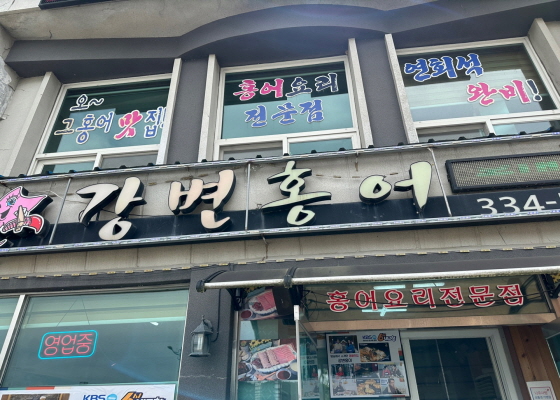 오~
그 홍어 맛집!
홍어요리
전문점
연회석
완비!
강변홍어
334-
홍어요리전문점
영업중
KBS